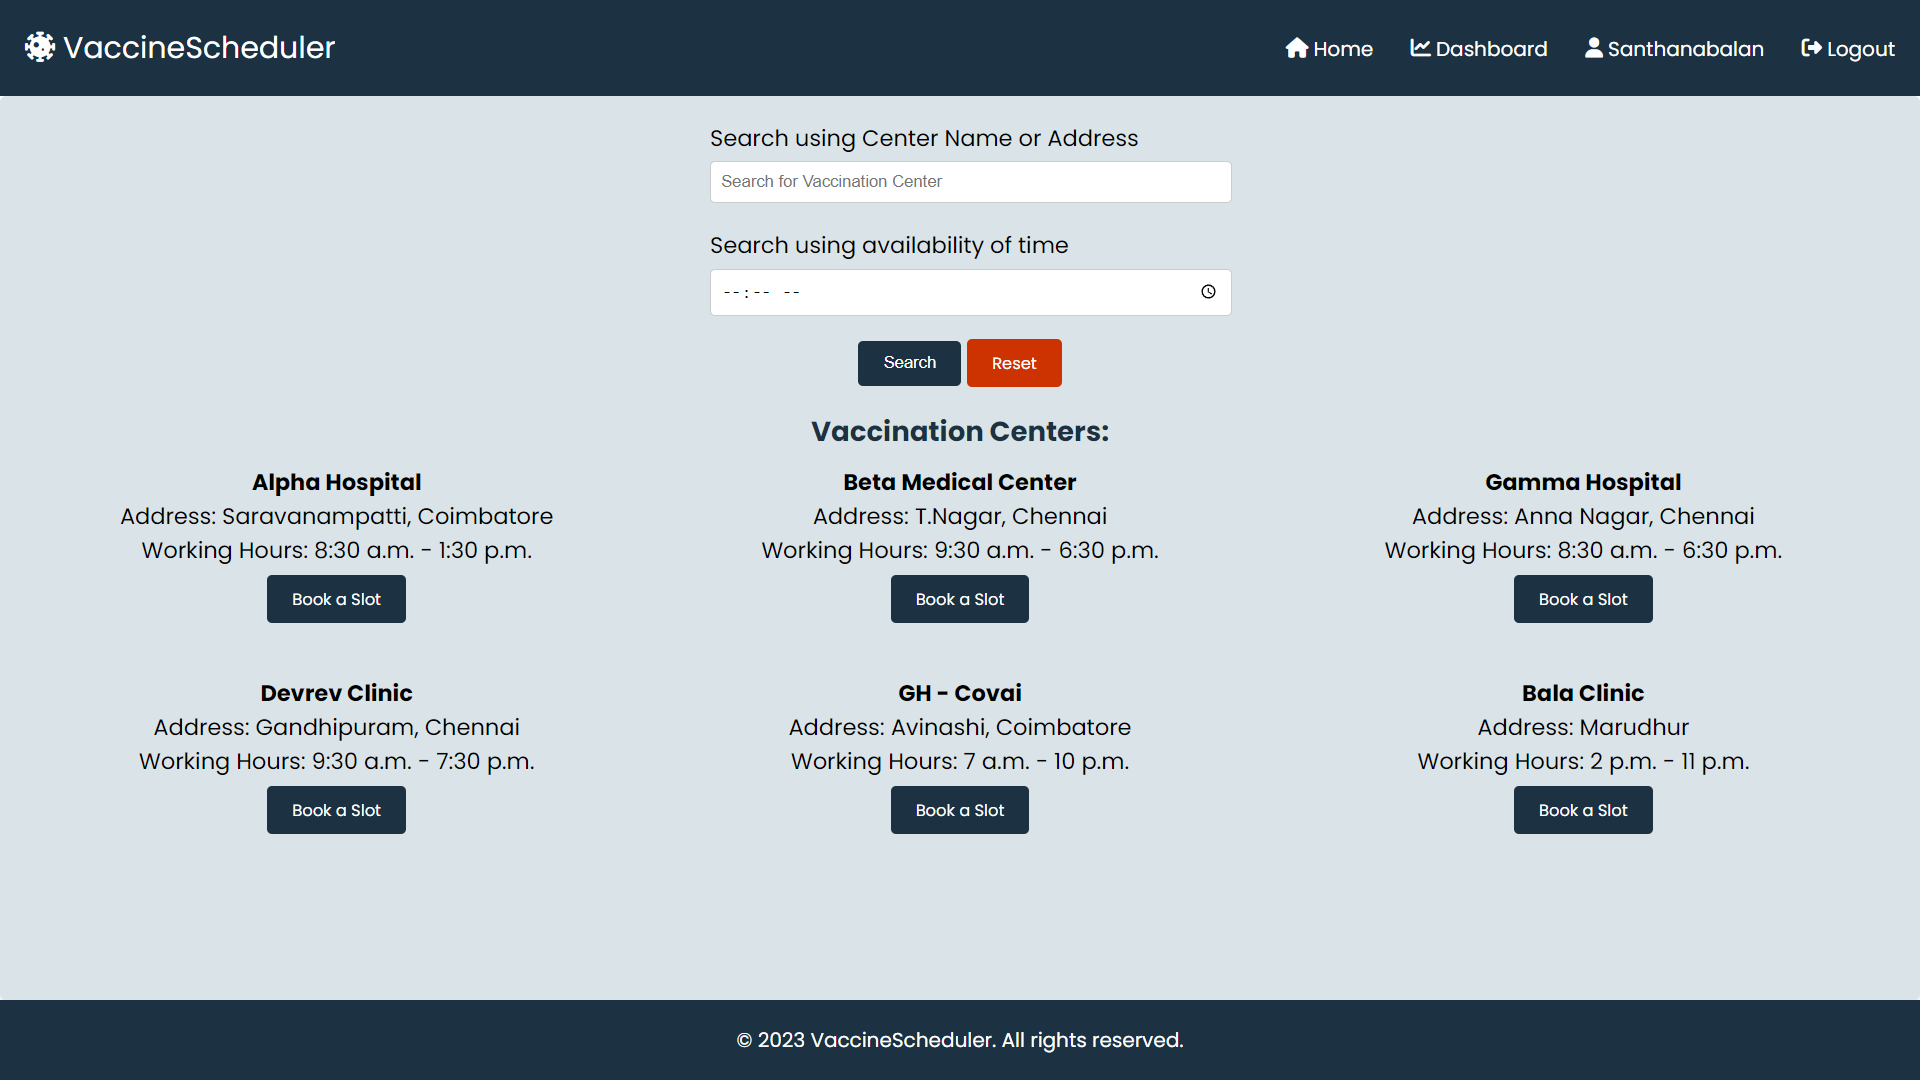 VaccineScheduler
Home
Dashboard
Santhanabalan
Logout
Search using Center Name or Address
Search for Vaccination Center
Search using availability of time
--:-- --
Search
Reset
Vaccination Centers:
Alpha Hospital
Address: Saravanampatti, Coimbatore
Working Hours: 8:30 a.m. - 1:30 p.m.
Book a Slot
Beta Medical Center
Address: T.Nagar, Chennai
Working Hours: 9:30 a.m. - 6:30 p.m.
Book a Slot
Gamma Hospital
Address: Anna Nagar, Chennai
Working Hours: 8:30 a.m. - 6:30 p.m.
Book a Slot
Devrev Clinic
Address: Gandhipuram, Chennai
Working Hours: 9:30 a.m. - 7:30 p.m.
Book a Slot
GH - Covai
Address: Avinashi, Coimbatore
Working Hours: 7 a.m. - 10 p.m.
Book a Slot
Bala Clinic
Address: Marudhur
Working Hours: 2 p.m. - 11 p.m.
Book a Slot
© 2023 VaccineScheduler. All rights reserved.